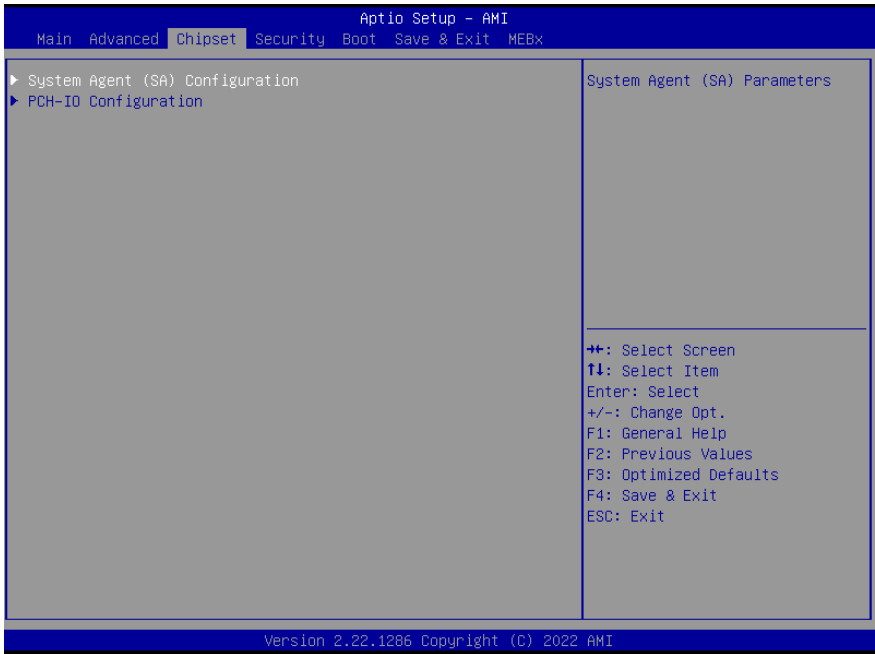 Aptio Setup – AMI
Main Advanced Chipset Security Boot Save & Exit MEBx
▶ System Agent (SA) Configuration
▶ PCH-IO Configuration
System Agent (SA) Parameters
→←: Select Screen
↑↓: Select Item
Enter: Select
+/-: Change Opt.
F1: General Help
F2: Previous Values
F3: Optimized Defaults
F4: Save & Exit
ESC: Exit
Version 2.22.1286 Copyright (C) 2022 AMI